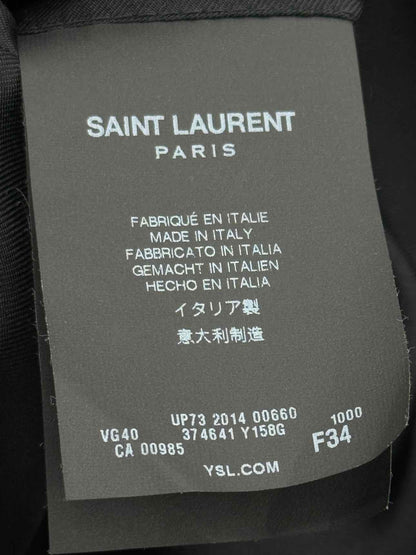 SAINT LAURENT
PARIS
FABRIQUÉ EN ITALIE
MADE IN ITALY
FABBRICATO IN ITALIA
GEMACHT IN ITALIEN
HECHO EN ITALIA
イタリア製
意大利制造
UP73 2014 00660 1000
VG40 374641 Y158G F34
CA 00985
YSL.COM